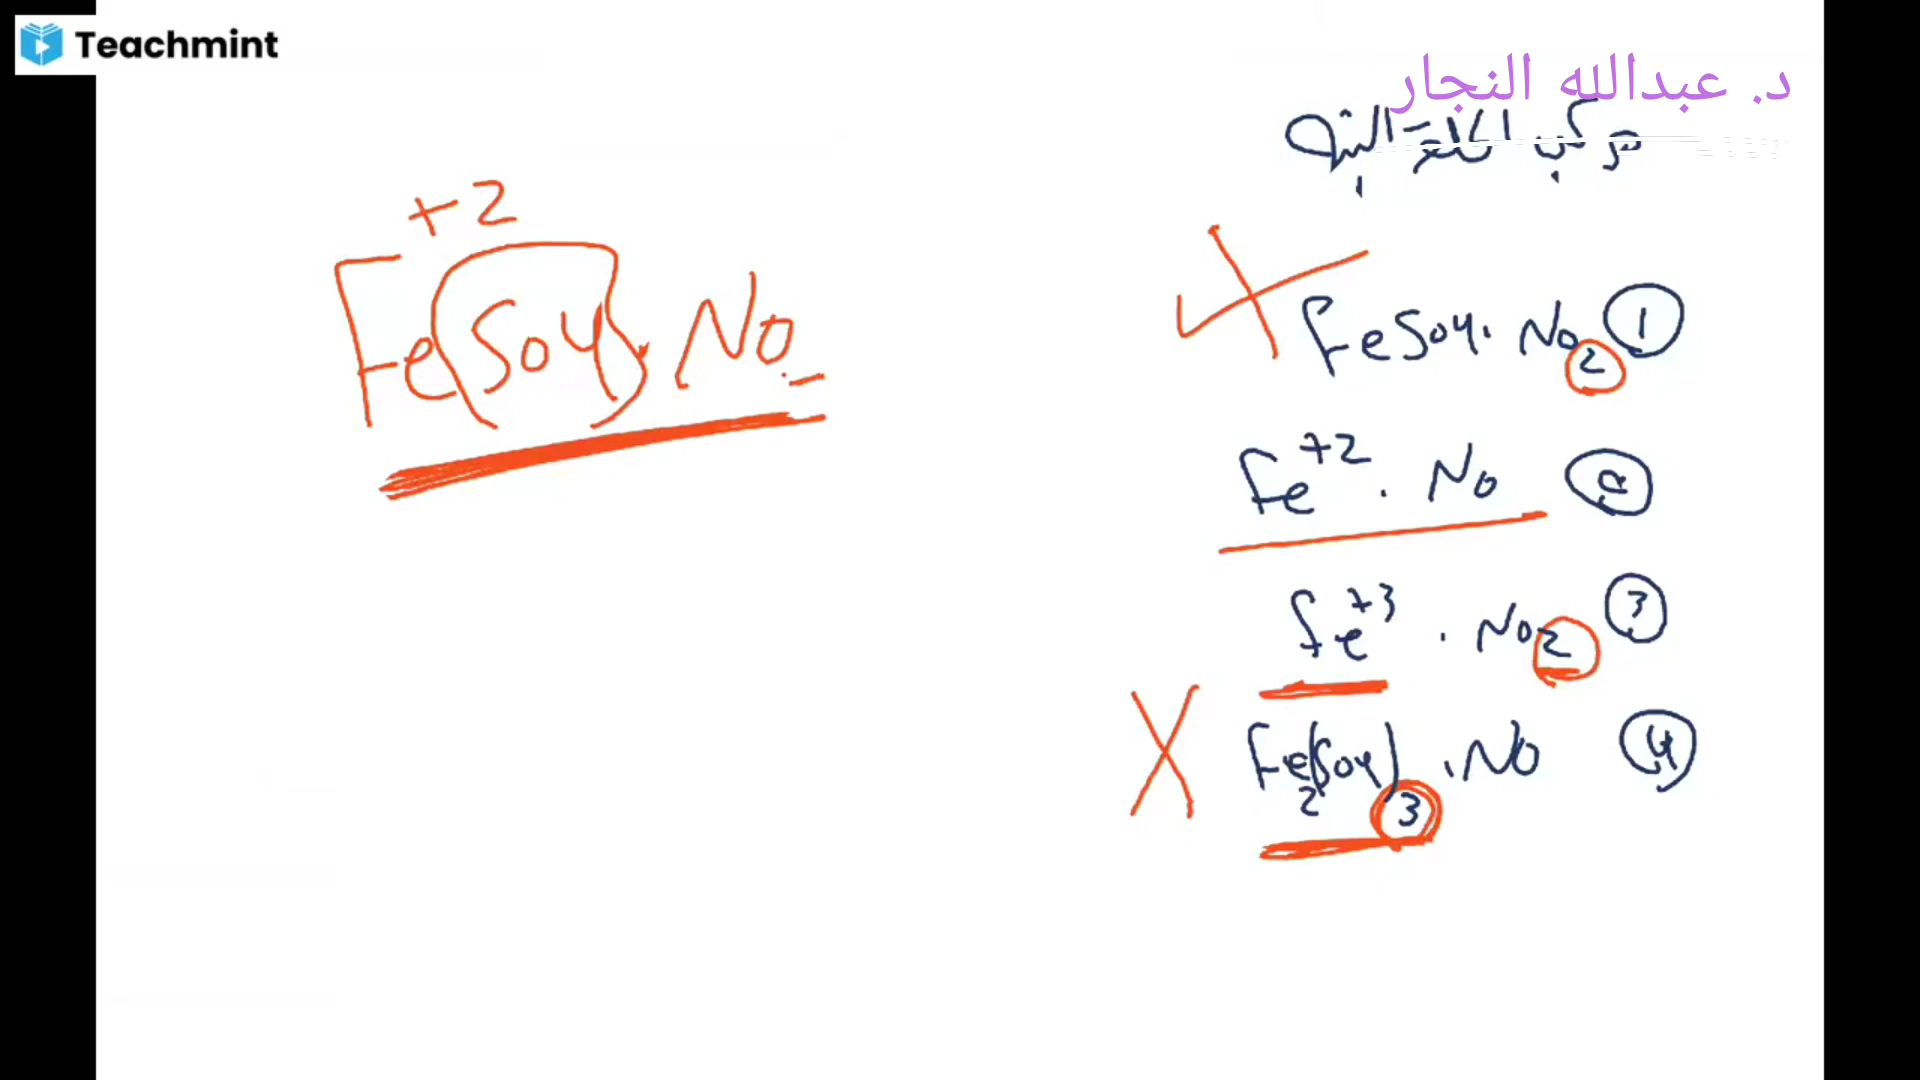 Teachmint
د. عبدالله النجار
مركب الحلقة البنية
+2
Fe(SO4).NO
FeSO4. NO2 1
Fe+2 . NO 2
Fe+3 . NO2 3
Fe2(SO4)3 .NO 4